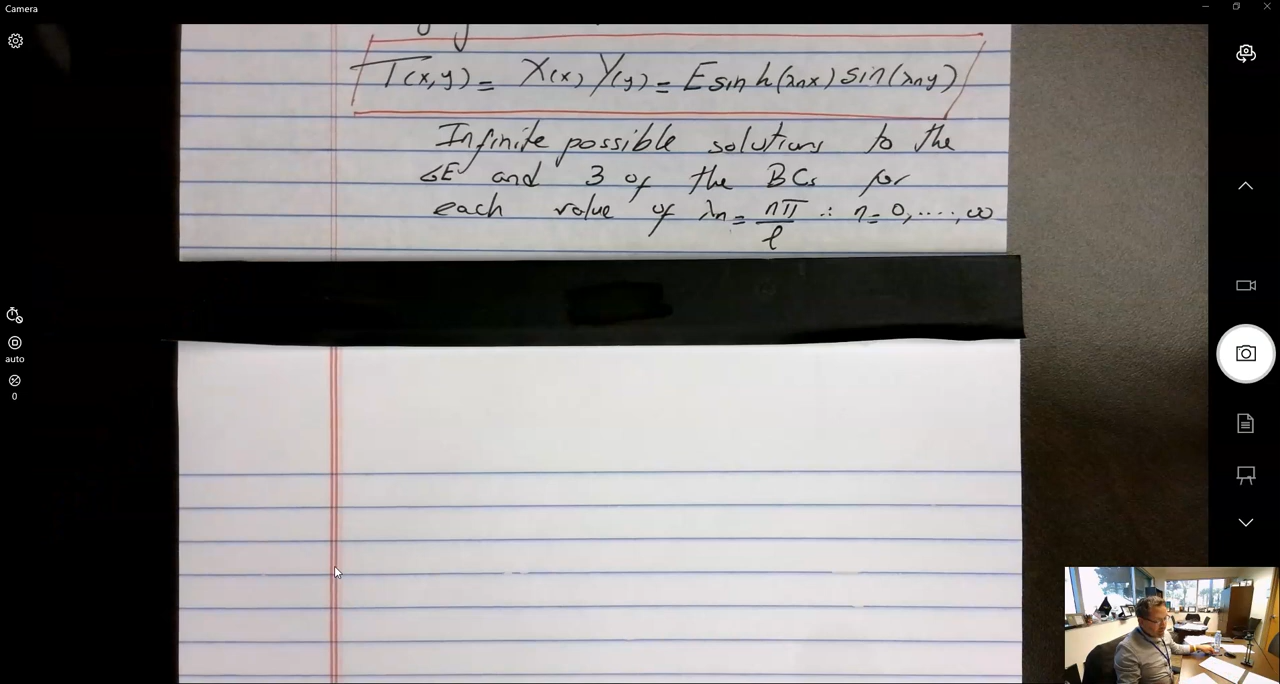 Camera
T(x,y) = X(x) Y(y) = E sinh(λnx) sin(λny)
Infinite possible solutions to the
GE and 3 of the BCs for
each value of λn = nπ/ℓ ∴ n = 0, ...., ∞
auto
0